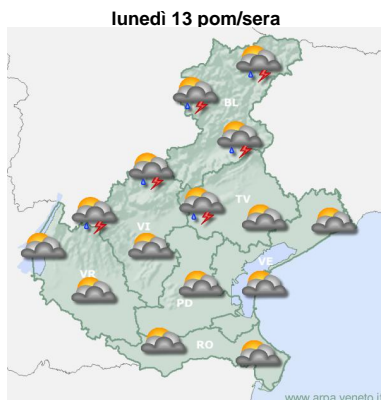 lunedì 13 pom/sera
BL
TV
VI
VE
VR
PD
RO
www.arpa.veneto.it